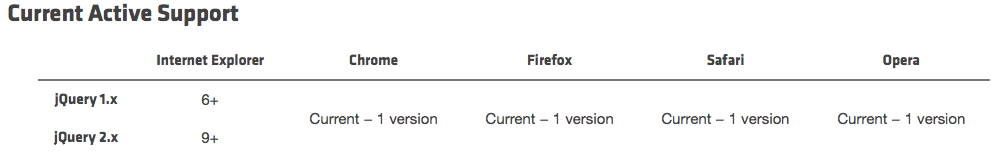 Current Active Support
Internet Explorer Chrome Firefox Safari Opera
jQuery 1.x 6+
Current – 1 version Current – 1 version Current – 1 version Current – 1 version
jQuery 2.x 9+